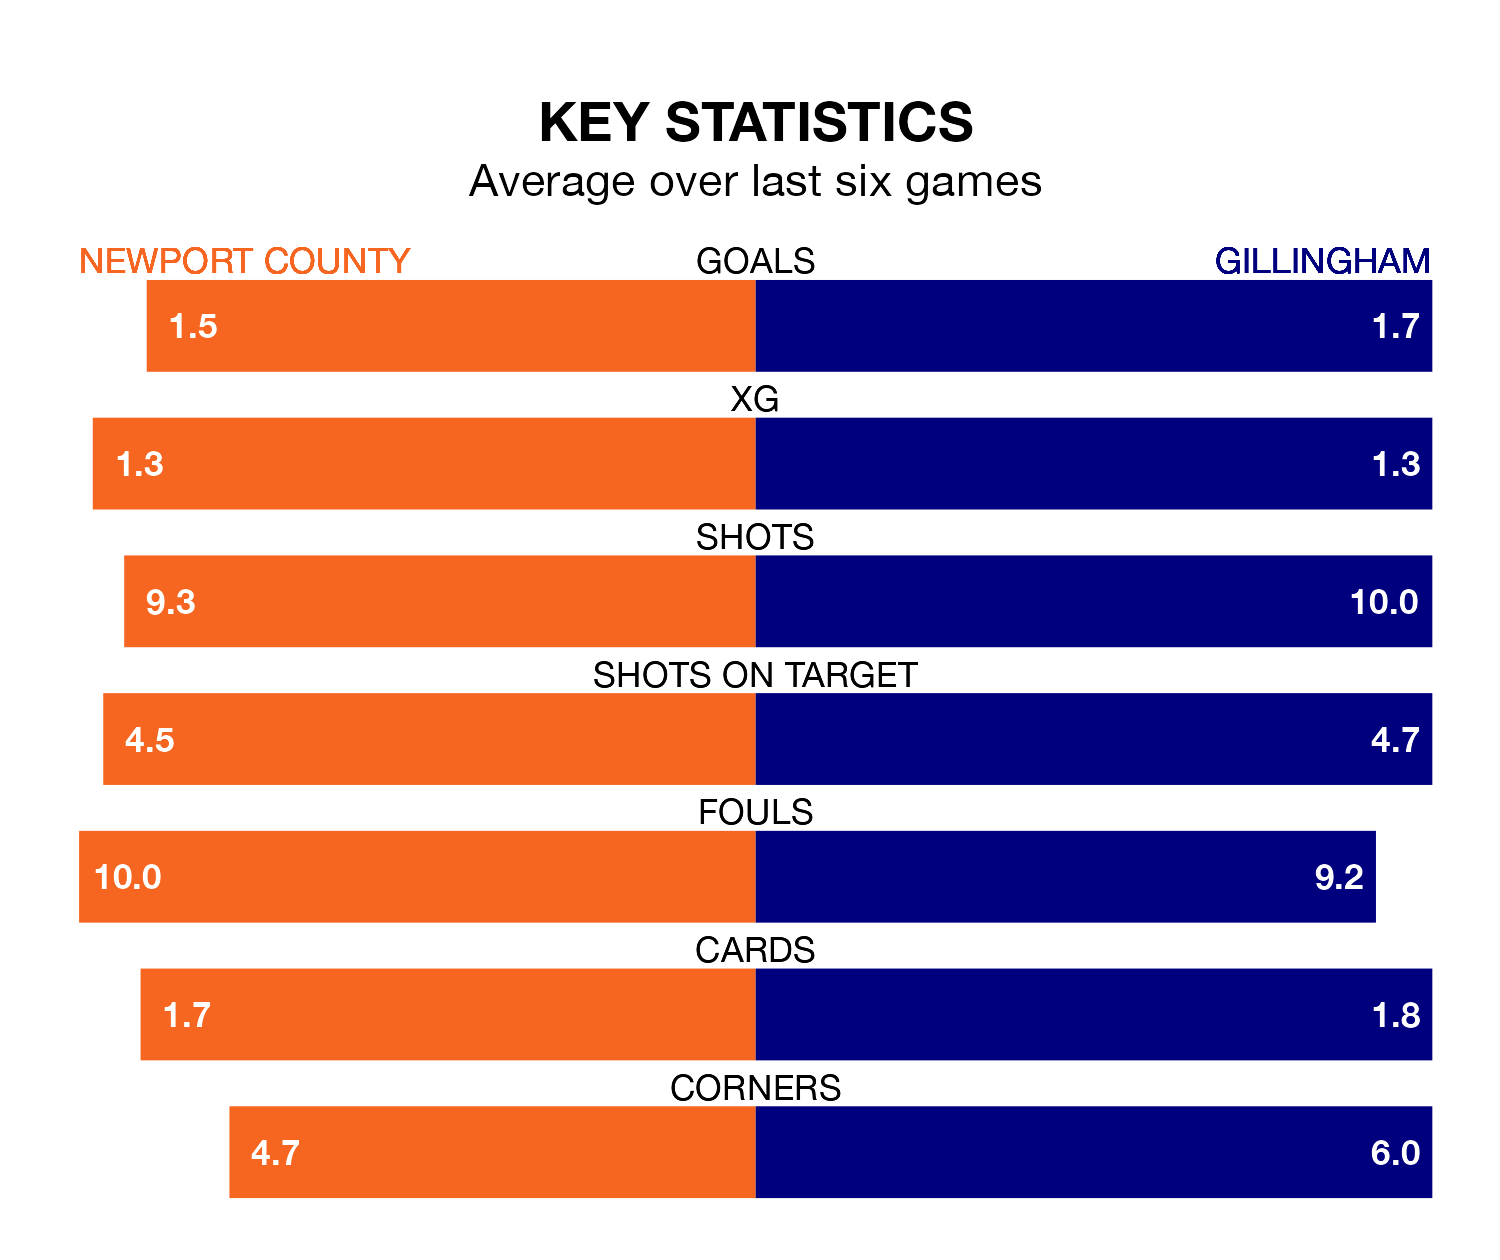 KEY STATISTICS
Average over last six games
NEWPORT COUNTY GOALS GILLINGHAM
1.5 1.7
XG
1.3 1.3
SHOTS
9.3 10.0
SHOTS ON TARGET
4.5 4.7
FOULS
10.0 9.2
CARDS
1.7 1.8
CORNERS
4.7 6.0